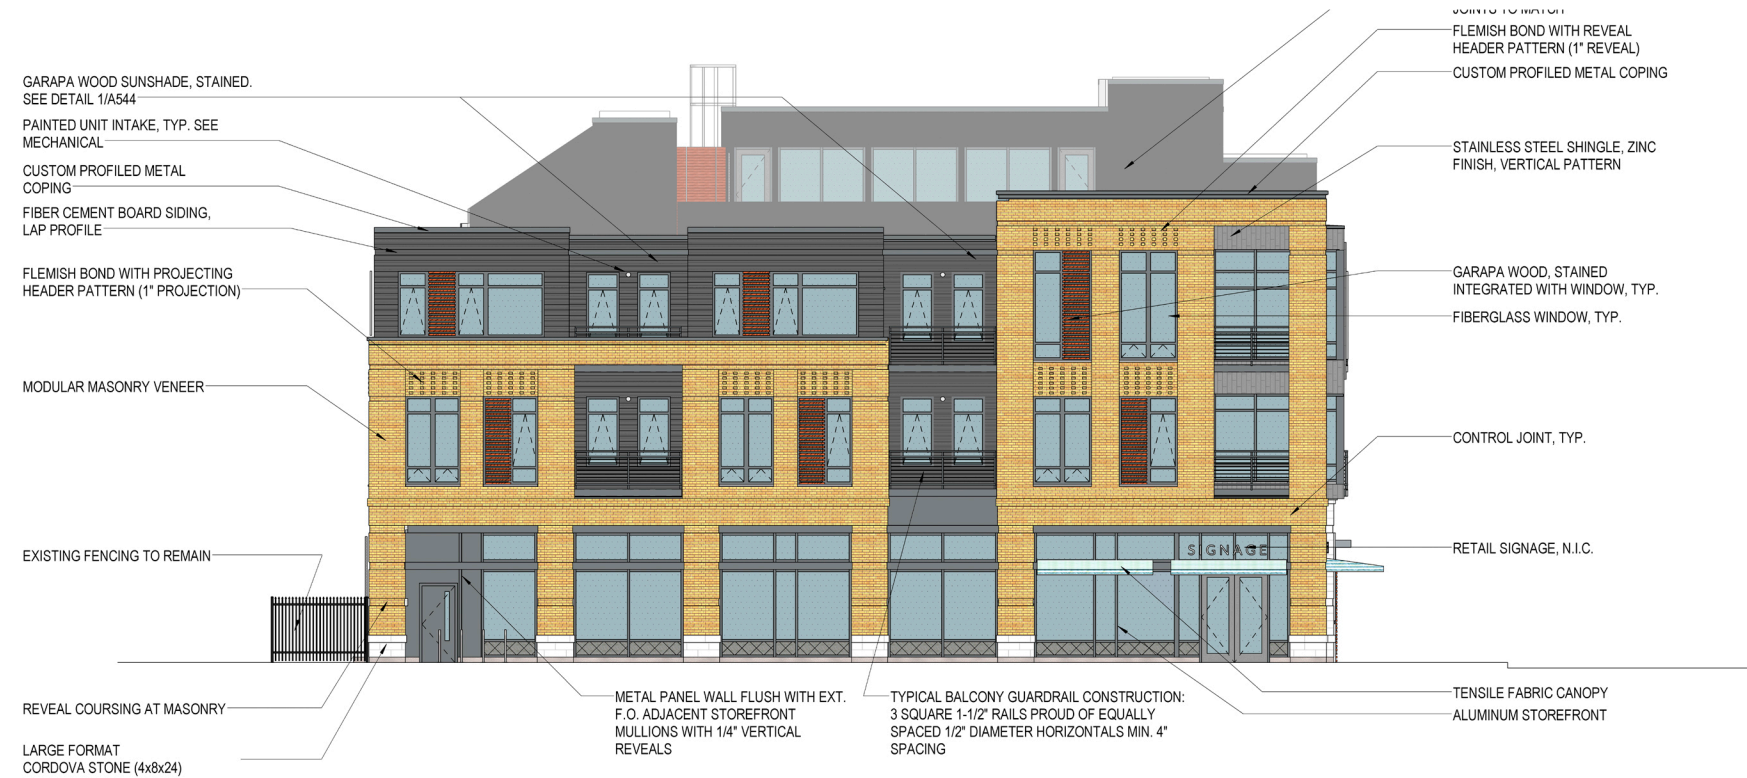 GARAPA WOOD SUNSHADE, STAINED.
SEE DETAIL 1/A544
PAINTED UNIT INTAKE, TYP. SEE
MECHANICAL
CUSTOM PROFILED METAL
COPING
FIBER CEMENT BOARD SIDING,
LAP PROFILE
FLEMISH BOND WITH PROJECTING
HEADER PATTERN (1" PROJECTION)
MODULAR MASONRY VENEER
EXISTING FENCING TO REMAIN
REVEAL COURSING AT MASONRY
LARGE FORMAT
CORDOVA STONE (4x8x24)
METAL PANEL WALL FLUSH WITH EXT.
F.O. ADJACENT STOREFRONT
MULLIONS WITH 1/4" VERTICAL
REVEALS
TYPICAL BALCONY GUARDRAIL CONSTRUCTION:
3 SQUARE 1-1/2" RAILS PROUD OF EQUALLY
SPACED 1/2" DIAMETER HORIZONTALS MIN. 4"
SPACING
SIGNAGE
JOINTS TO MATCH
FLEMISH BOND WITH REVEAL
HEADER PATTERN (1" REVEAL)
CUSTOM PROFILED METAL COPING
STAINLESS STEEL SHINGLE, ZINC
FINISH, VERTICAL PATTERN
GARAPA WOOD, STAINED
INTEGRATED WITH WINDOW, TYP.
FIBERGLASS WINDOW, TYP.
CONTROL JOINT, TYP.
RETAIL SIGNAGE, N.I.C.
TENSILE FABRIC CANOPY
ALUMINUM STOREFRONT